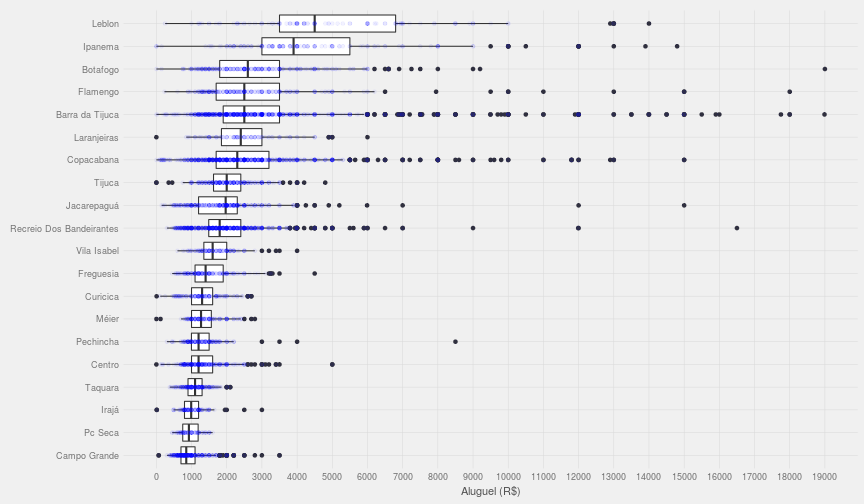 Leblon
Ipanema
Botafogo
Flamengo
Barra da Tijuca
Laranjeiras
Copacabana
Tijuca
Jacarepaguá
Recreio Dos Bandeirantes
Vila Isabel
Freguesia
Curicica
Méier
Pechincha
Centro
Taquara
Irajá
Pc Seca
Campo Grande
0 1000 2000 3000 4000 5000 6000 7000 8000 9000 10000 11000 12000 13000 14000 15000 16000 17000 18000 19000
Aluguel (R$)